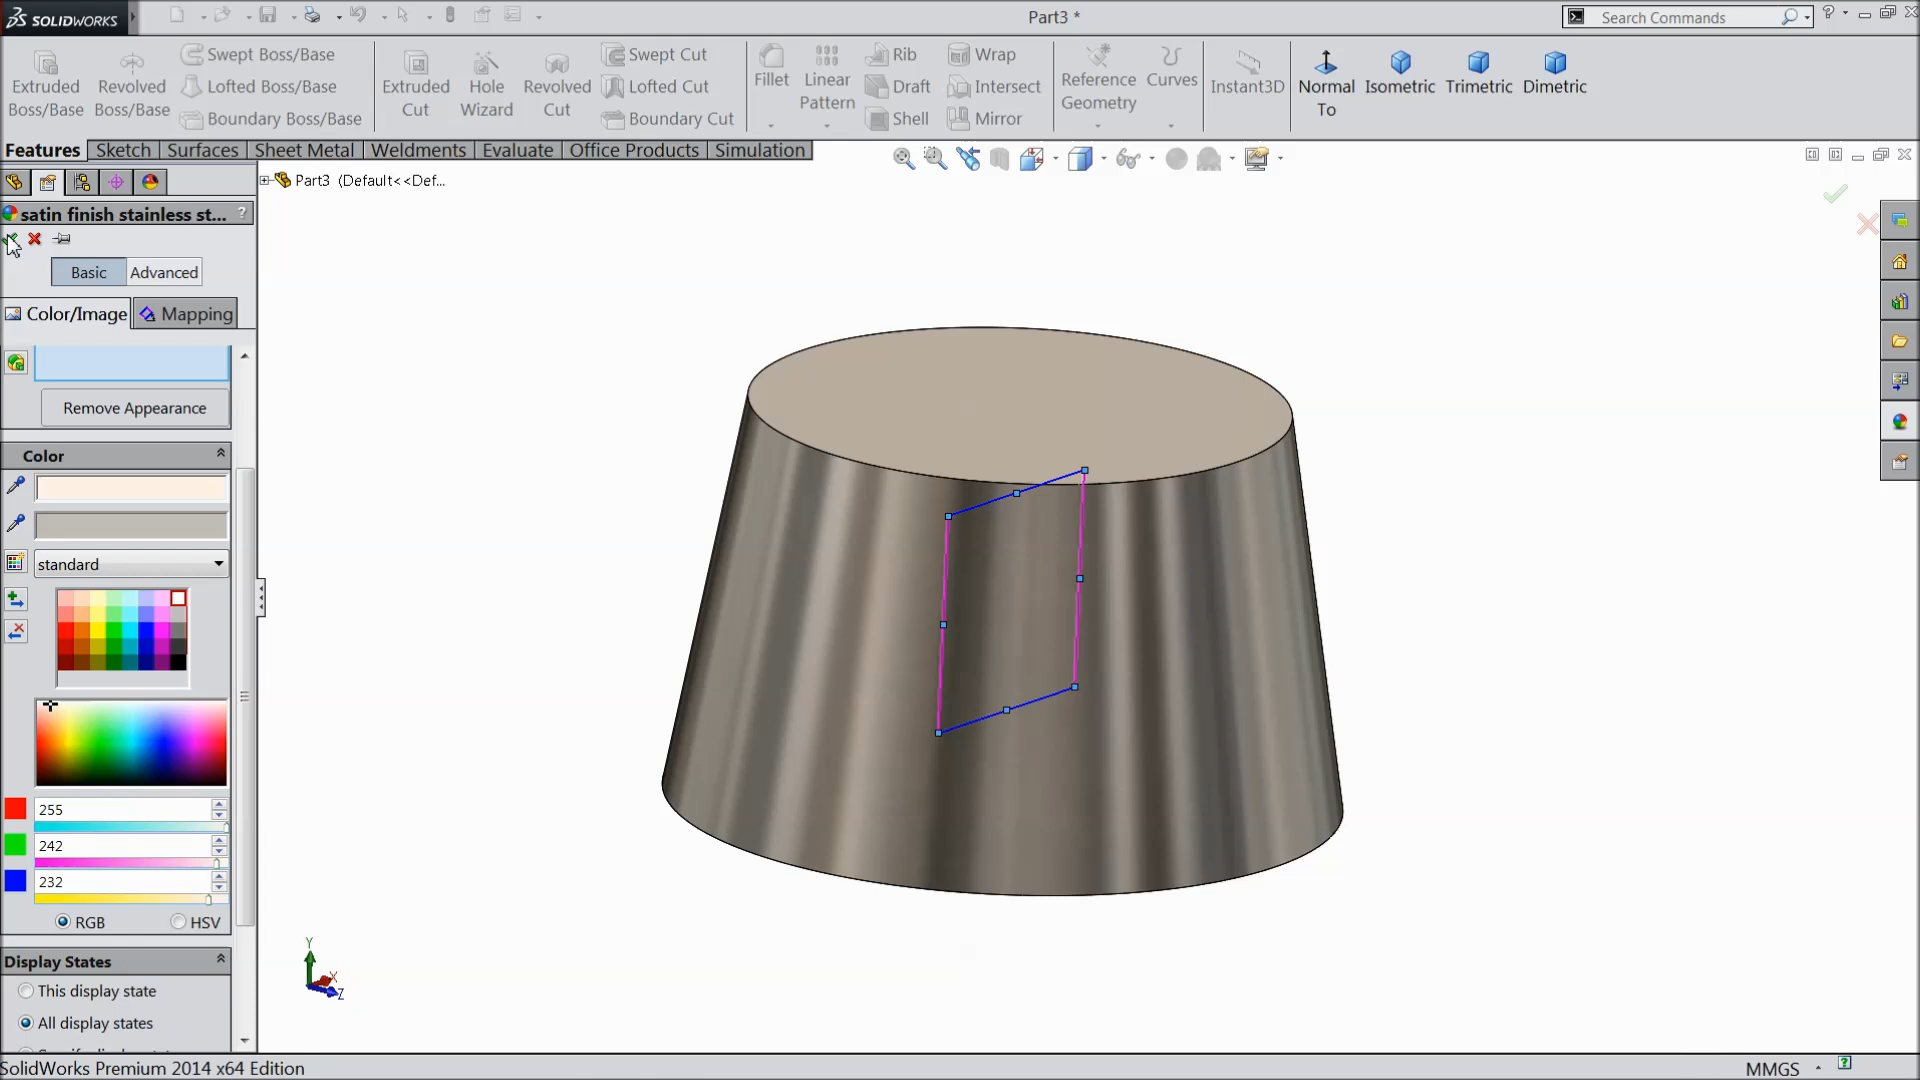 SOLIDWORKS
Part3 *
Search Commands
Extruded Boss/Base
Revolved Boss/Base
Swept Boss/Base
Lofted Boss/Base
Boundary Boss/Base
Extruded Cut
Hole Wizard
Revolved Cut
Swept Cut
Lofted Cut
Boundary Cut
Fillet
Linear Pattern
Rib
Draft
Shell
Wrap
Intersect
Mirror
Reference Geometry
Curves
Instant3D
Normal To
Isometric
Trimetric
Dimetric
Features
Sketch
Surfaces
Sheet Metal
Weldments
Evaluate
Office Products
Simulation
Part3 (Default<<Def...
satin finish stainless st... ?
Basic
Advanced
Color/Image
Mapping
Remove Appearance
Color
standard
255
242
232
RGB
HSV
Display States
This display state
All display states
Y
X
Z
SolidWorks Premium 2014 x64 Edition
MMGS